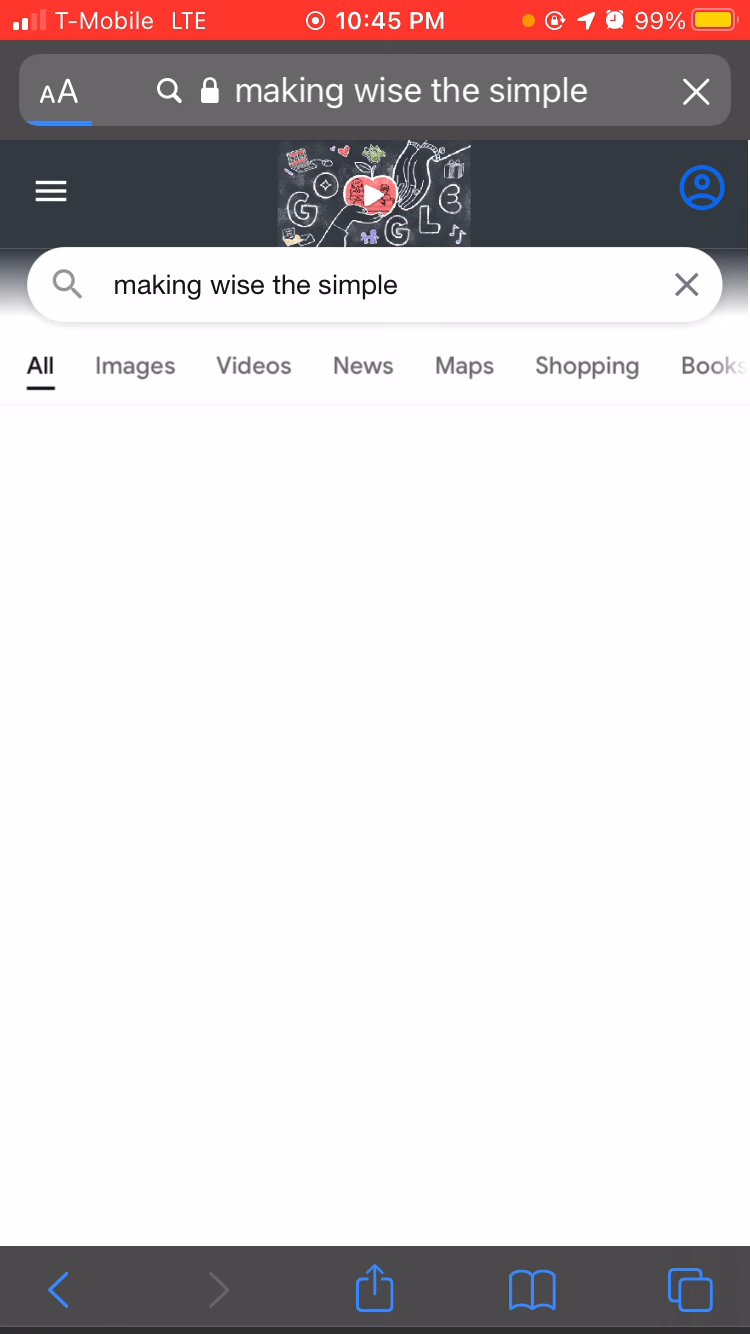 T-Mobile LTE 10:45 PM 99%
AA making wise the simple
G O G L E
making wise the simple
All Images Videos News Maps Shopping Books